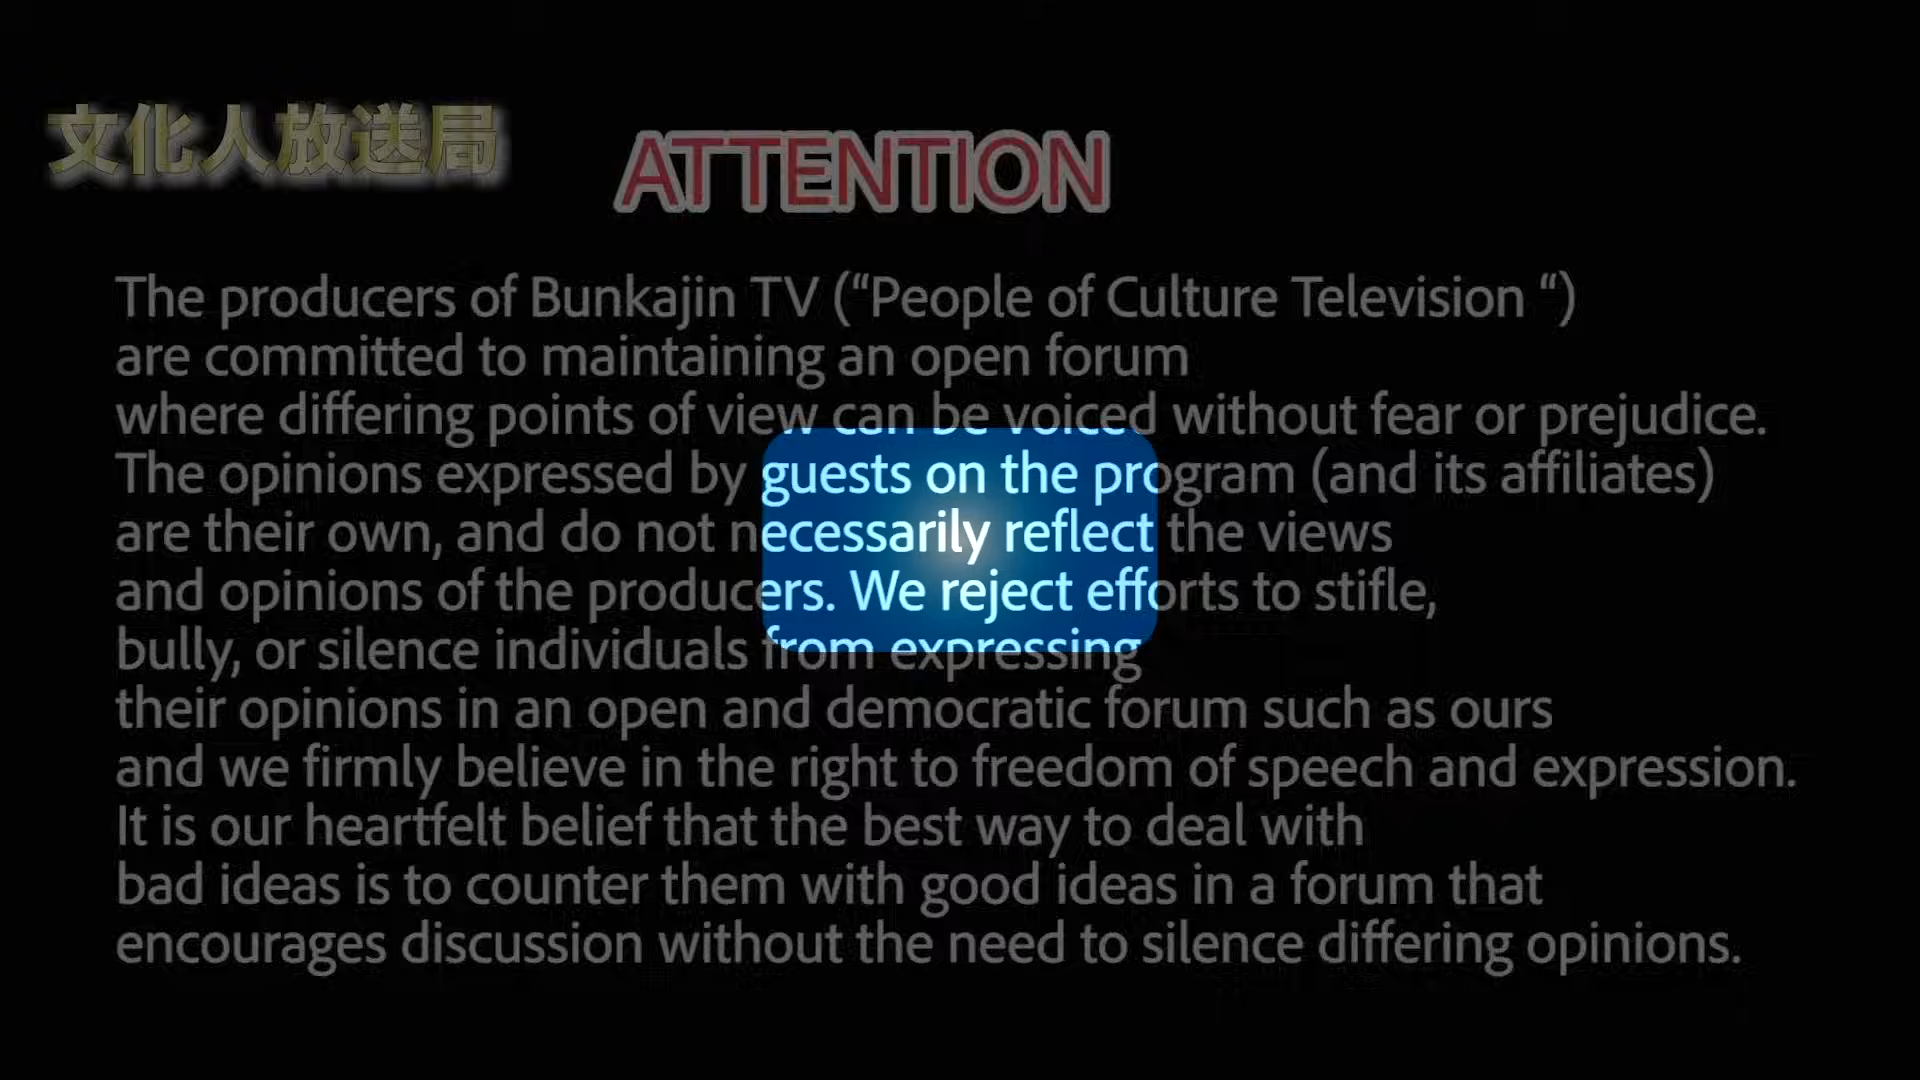 文化人放送局
ATTENTION
The producers of Bunkajin TV (“People of Culture Television “)
are committed to maintaining an open forum
where differing points of view can be voiced without fear or prejudice.
The opinions expressed by guests on the program (and its affiliates)
are their own, and do not necessarily reflect the views
and opinions of the producers. We reject efforts to stifle,
bully, or silence individuals from expressing
their opinions in an open and democratic forum such as ours
and we firmly believe in the right to freedom of speech and expression.
It is our heartfelt belief that the best way to deal with
bad ideas is to counter them with good ideas in a forum that
encourages discussion without the need to silence differing opinions.